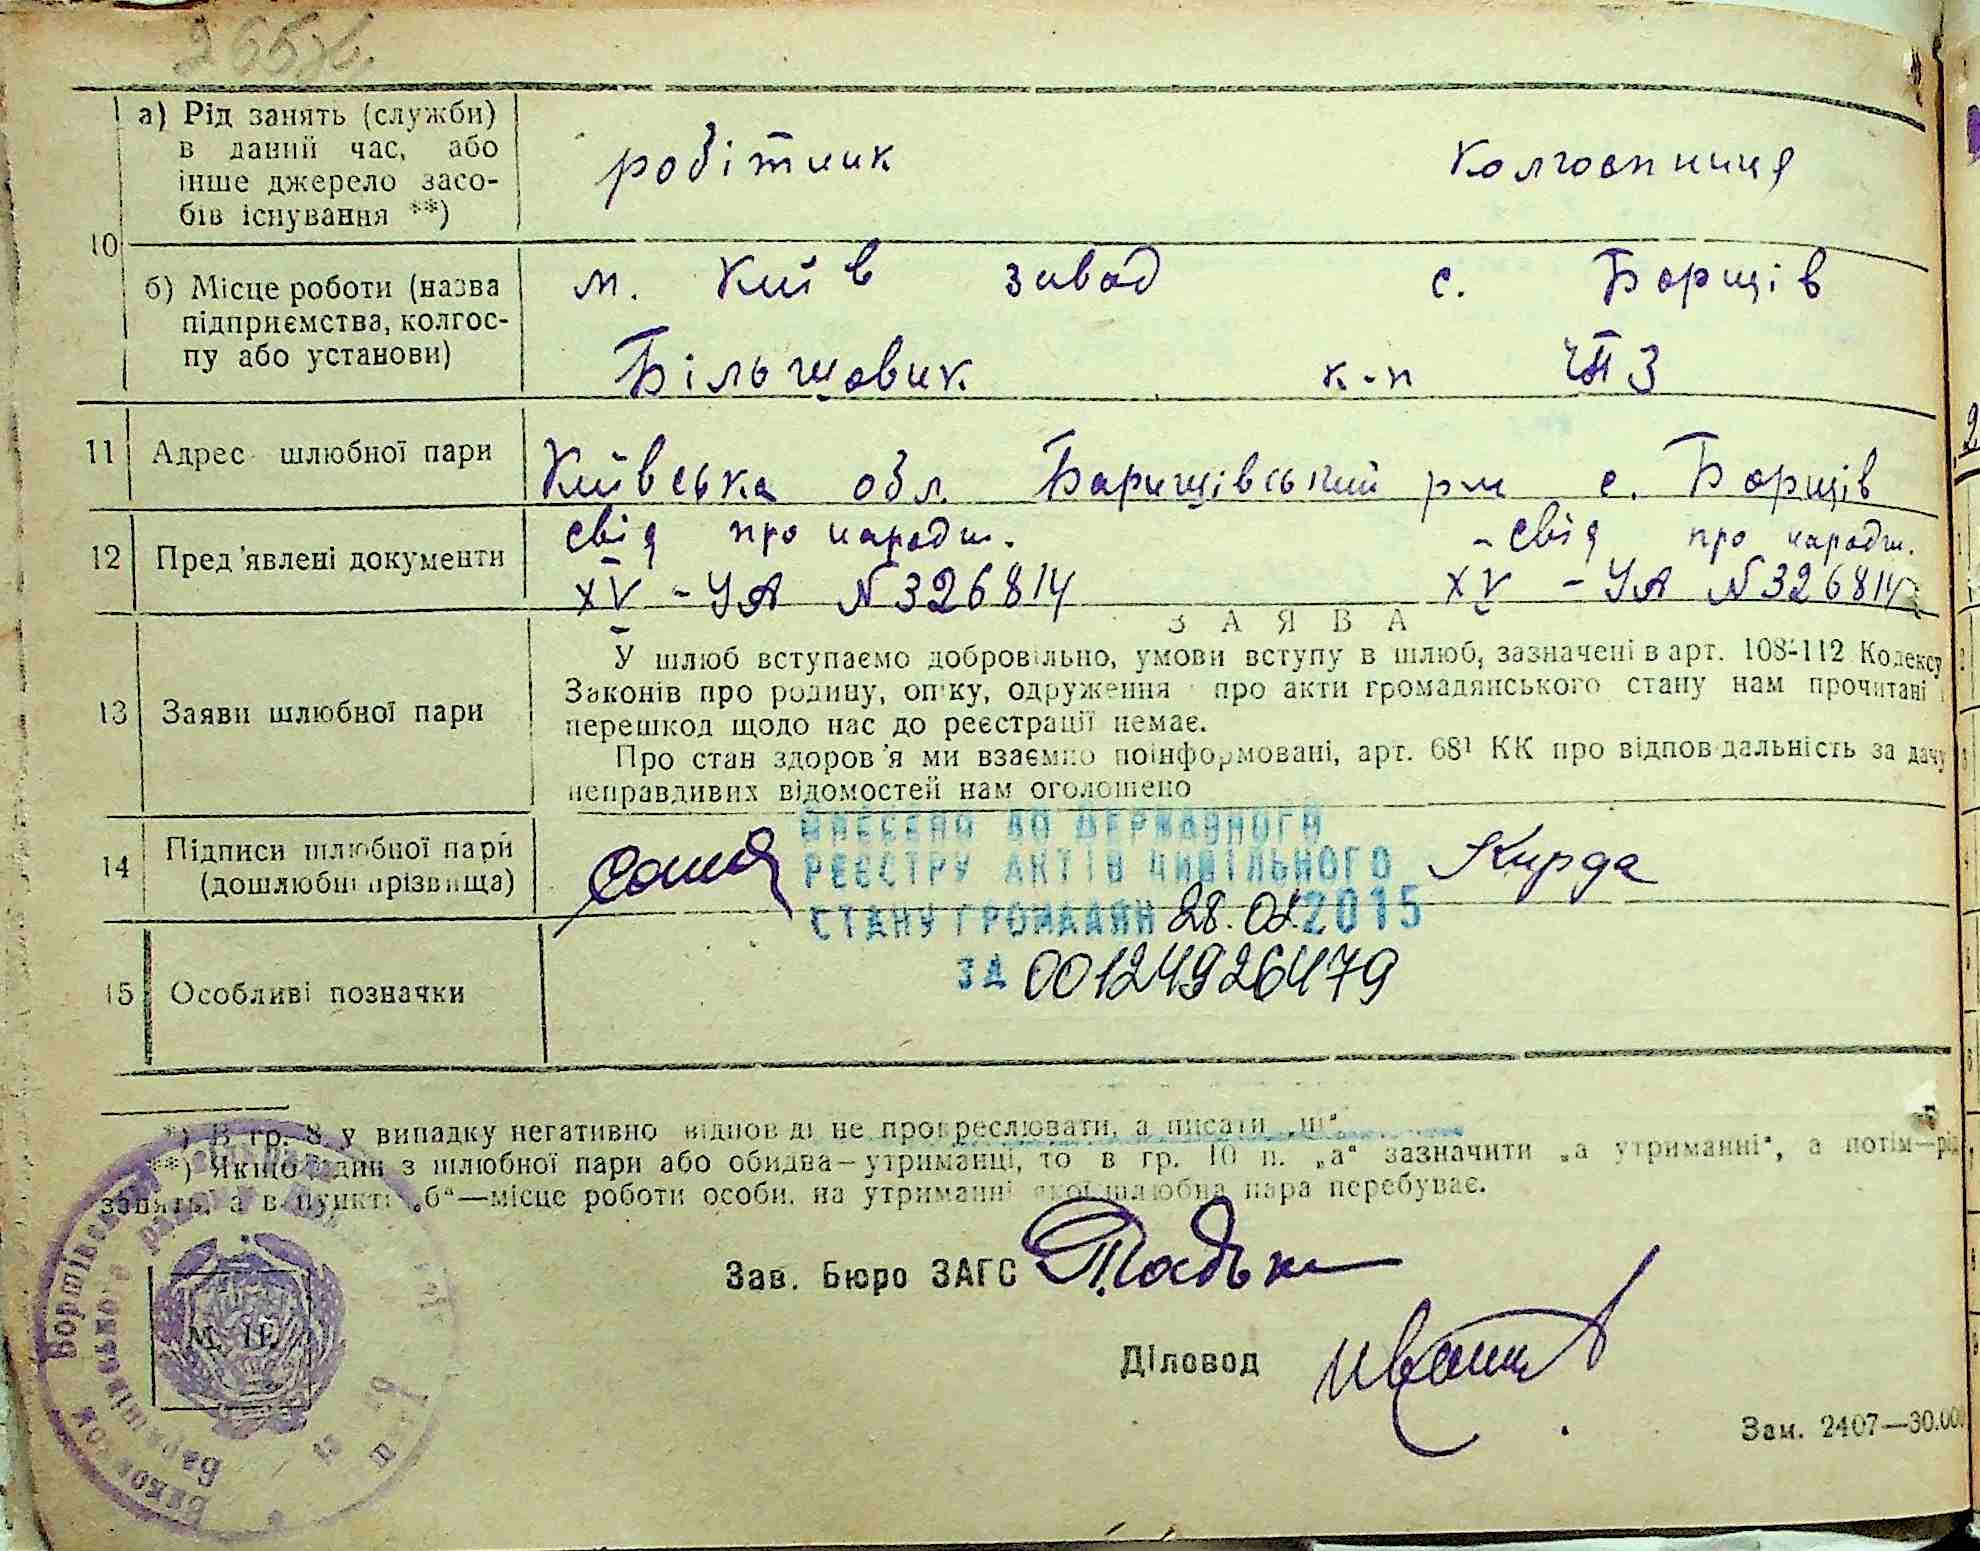 а) Рід занять (служби) в даний час, або інше джерело засобів існування **)
робітник
колгоспниця
10
б) Місце роботи (назва підприємства, колгоспу або установи)
м. Київ завод
с. Борщів
Більшовик
к-п ЧТЗ
11 Адрес шлюбної пари
Київська обл. Баришівський р-н с. Борщів
12 Пред'явлені документи
свід про народж.
- свід про народж.
XV - УА N 326814
XV - УА N 326814
ЗАЯВА
13 Заяви шлюбної пари
У шлюб вступаємо добровільно, умови вступу в шлюб, зазначені в арт. 108-112 Кодексу
Законів про родину, опіку, одруження про акти громадянського стану нам прочитані і
перешкод щодо нас до реєстрації немає.
Про стан здоров'я ми взаємно поінформовані, арт. 68¹ КК про відповідальність за дачу
неправдивих відомостей нам оголошено
ВНЕСЕНО ДО ДЕРЖАВНОГО
РЕЄСТРУ АКТІВ ЦИВІЛЬНОГО
СТАНУ ГРОМАДЯН 28.01.2015
ЗА 00124926479
14 Підписи шлюбної пари
(дошлюбні прізвища)
Кирда
15 Особливі позначки
*) В гр. 8 у випадку негативно відповіді не прокреслювати, а писати „ні"
**) Якщо один з шлюбної пари або обидва—утриманці, то в гр. 10 п. „а" зазначити „а утриманні", а потім—рід
занять, а в пункті „б"—місце роботи особи, на утриманні якої шлюбна пара перебуває.
Зав. Бюро ЗАГС
Діловод
М. П.
Зам. 2407—30.000